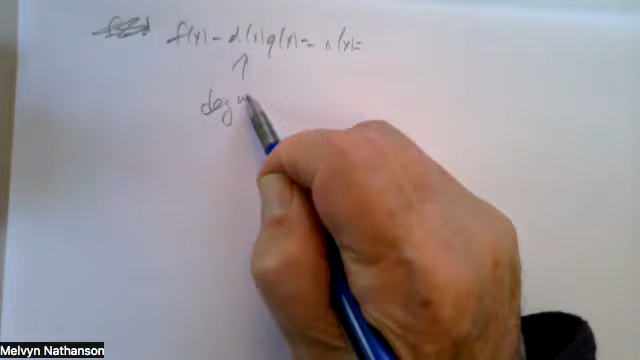 f(x) - d(x)q(x) = r(x) =
deg
Melvyn Nathanson